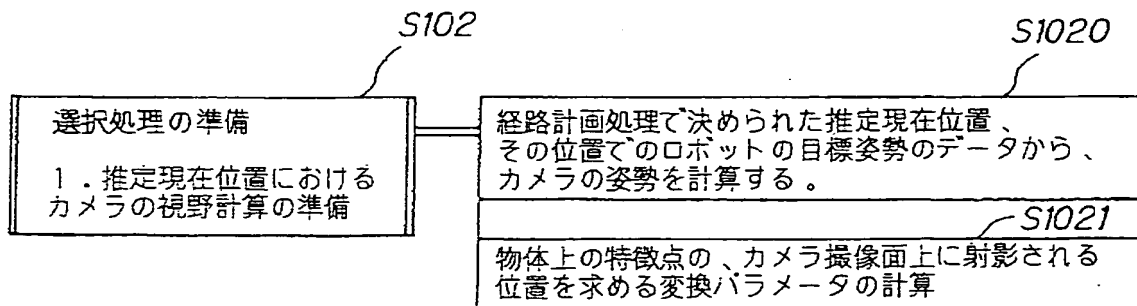 S102
選択処理の準備
1.推定現在位置における
カメラの視野計算の準備
S1020
経路計画処理で決められた推定現在位置、
その位置でのロボットの目標姿勢のデータから、
カメラの姿勢を計算する。
S1021
物体上の特徴点の、カメラ撮像面上に射影される
位置を求める変換パラメータの計算